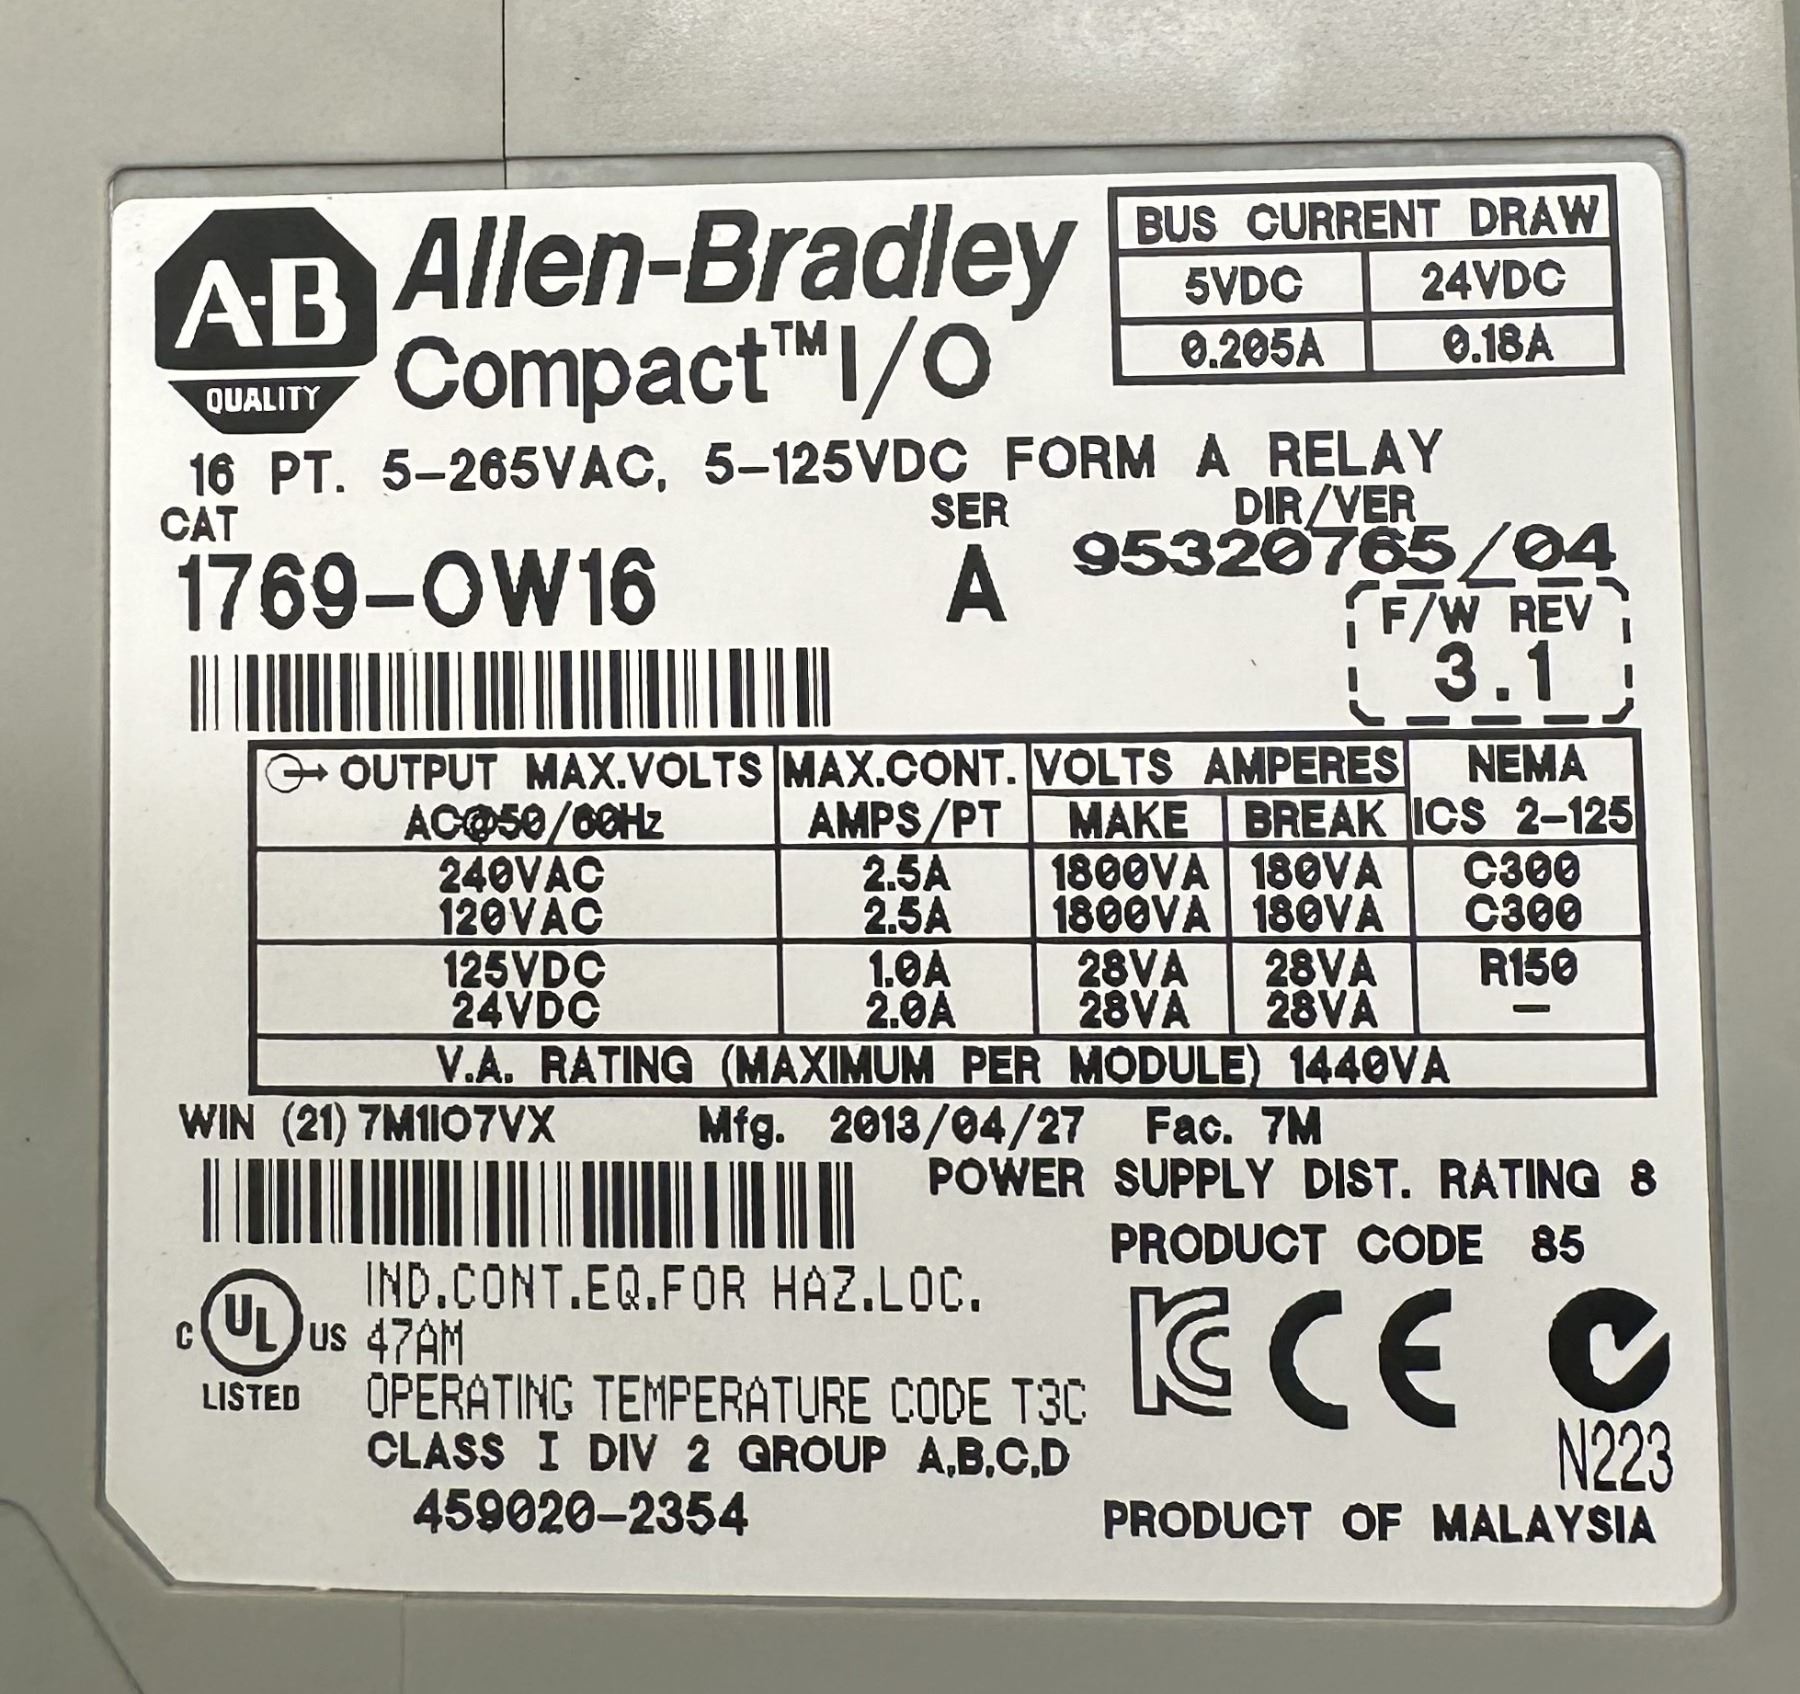 A-B
QUALITY
Allen-Bradley
Compact™ I/O
BUS CURRENT DRAW
5VDC 24VDC
0.205A 0.18A
16 PT. 5-265VAC, 5-125VDC FORM A RELAY
CAT SER DIR/VER
1769-OW16 A 95320765/04
F/W REV
3.1
OUTPUT MAX.VOLTS MAX.CONT. VOLTS AMPERES NEMA
AC@50/60Hz AMPS/PT MAKE BREAK ICS 2-125
240VAC 2.5A 1800VA 180VA C300
120VAC 2.5A 1800VA 180VA C300
125VDC 1.0A 28VA 28VA R150
24VDC 2.0A 28VA 28VA —
V.A. RATING (MAXIMUM PER MODULE) 1440VA
WIN (21) 7M1IO7VX Mfg. 2013/04/27 Fac. 7M
POWER SUPPLY DIST. RATING 8
PRODUCT CODE 85
C UL US
LISTED
IND.CONT.EQ.FOR HAZ.LOC.
47AM
OPERATING TEMPERATURE CODE T3C
CLASS I DIV 2 GROUP A,B,C,D
459020-2354
KC CE
N223
PRODUCT OF MALAYSIA